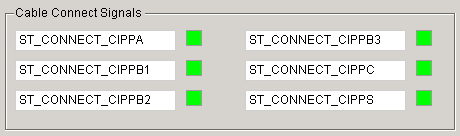 Cable Connect Signals
ST_CONNECT_CIPPA
ST_CONNECT_CIPPB3
ST_CONNECT_CIPPB1
ST_CONNECT_CIPPC
ST_CONNECT_CIPPB2
ST_CONNECT_CIPPS